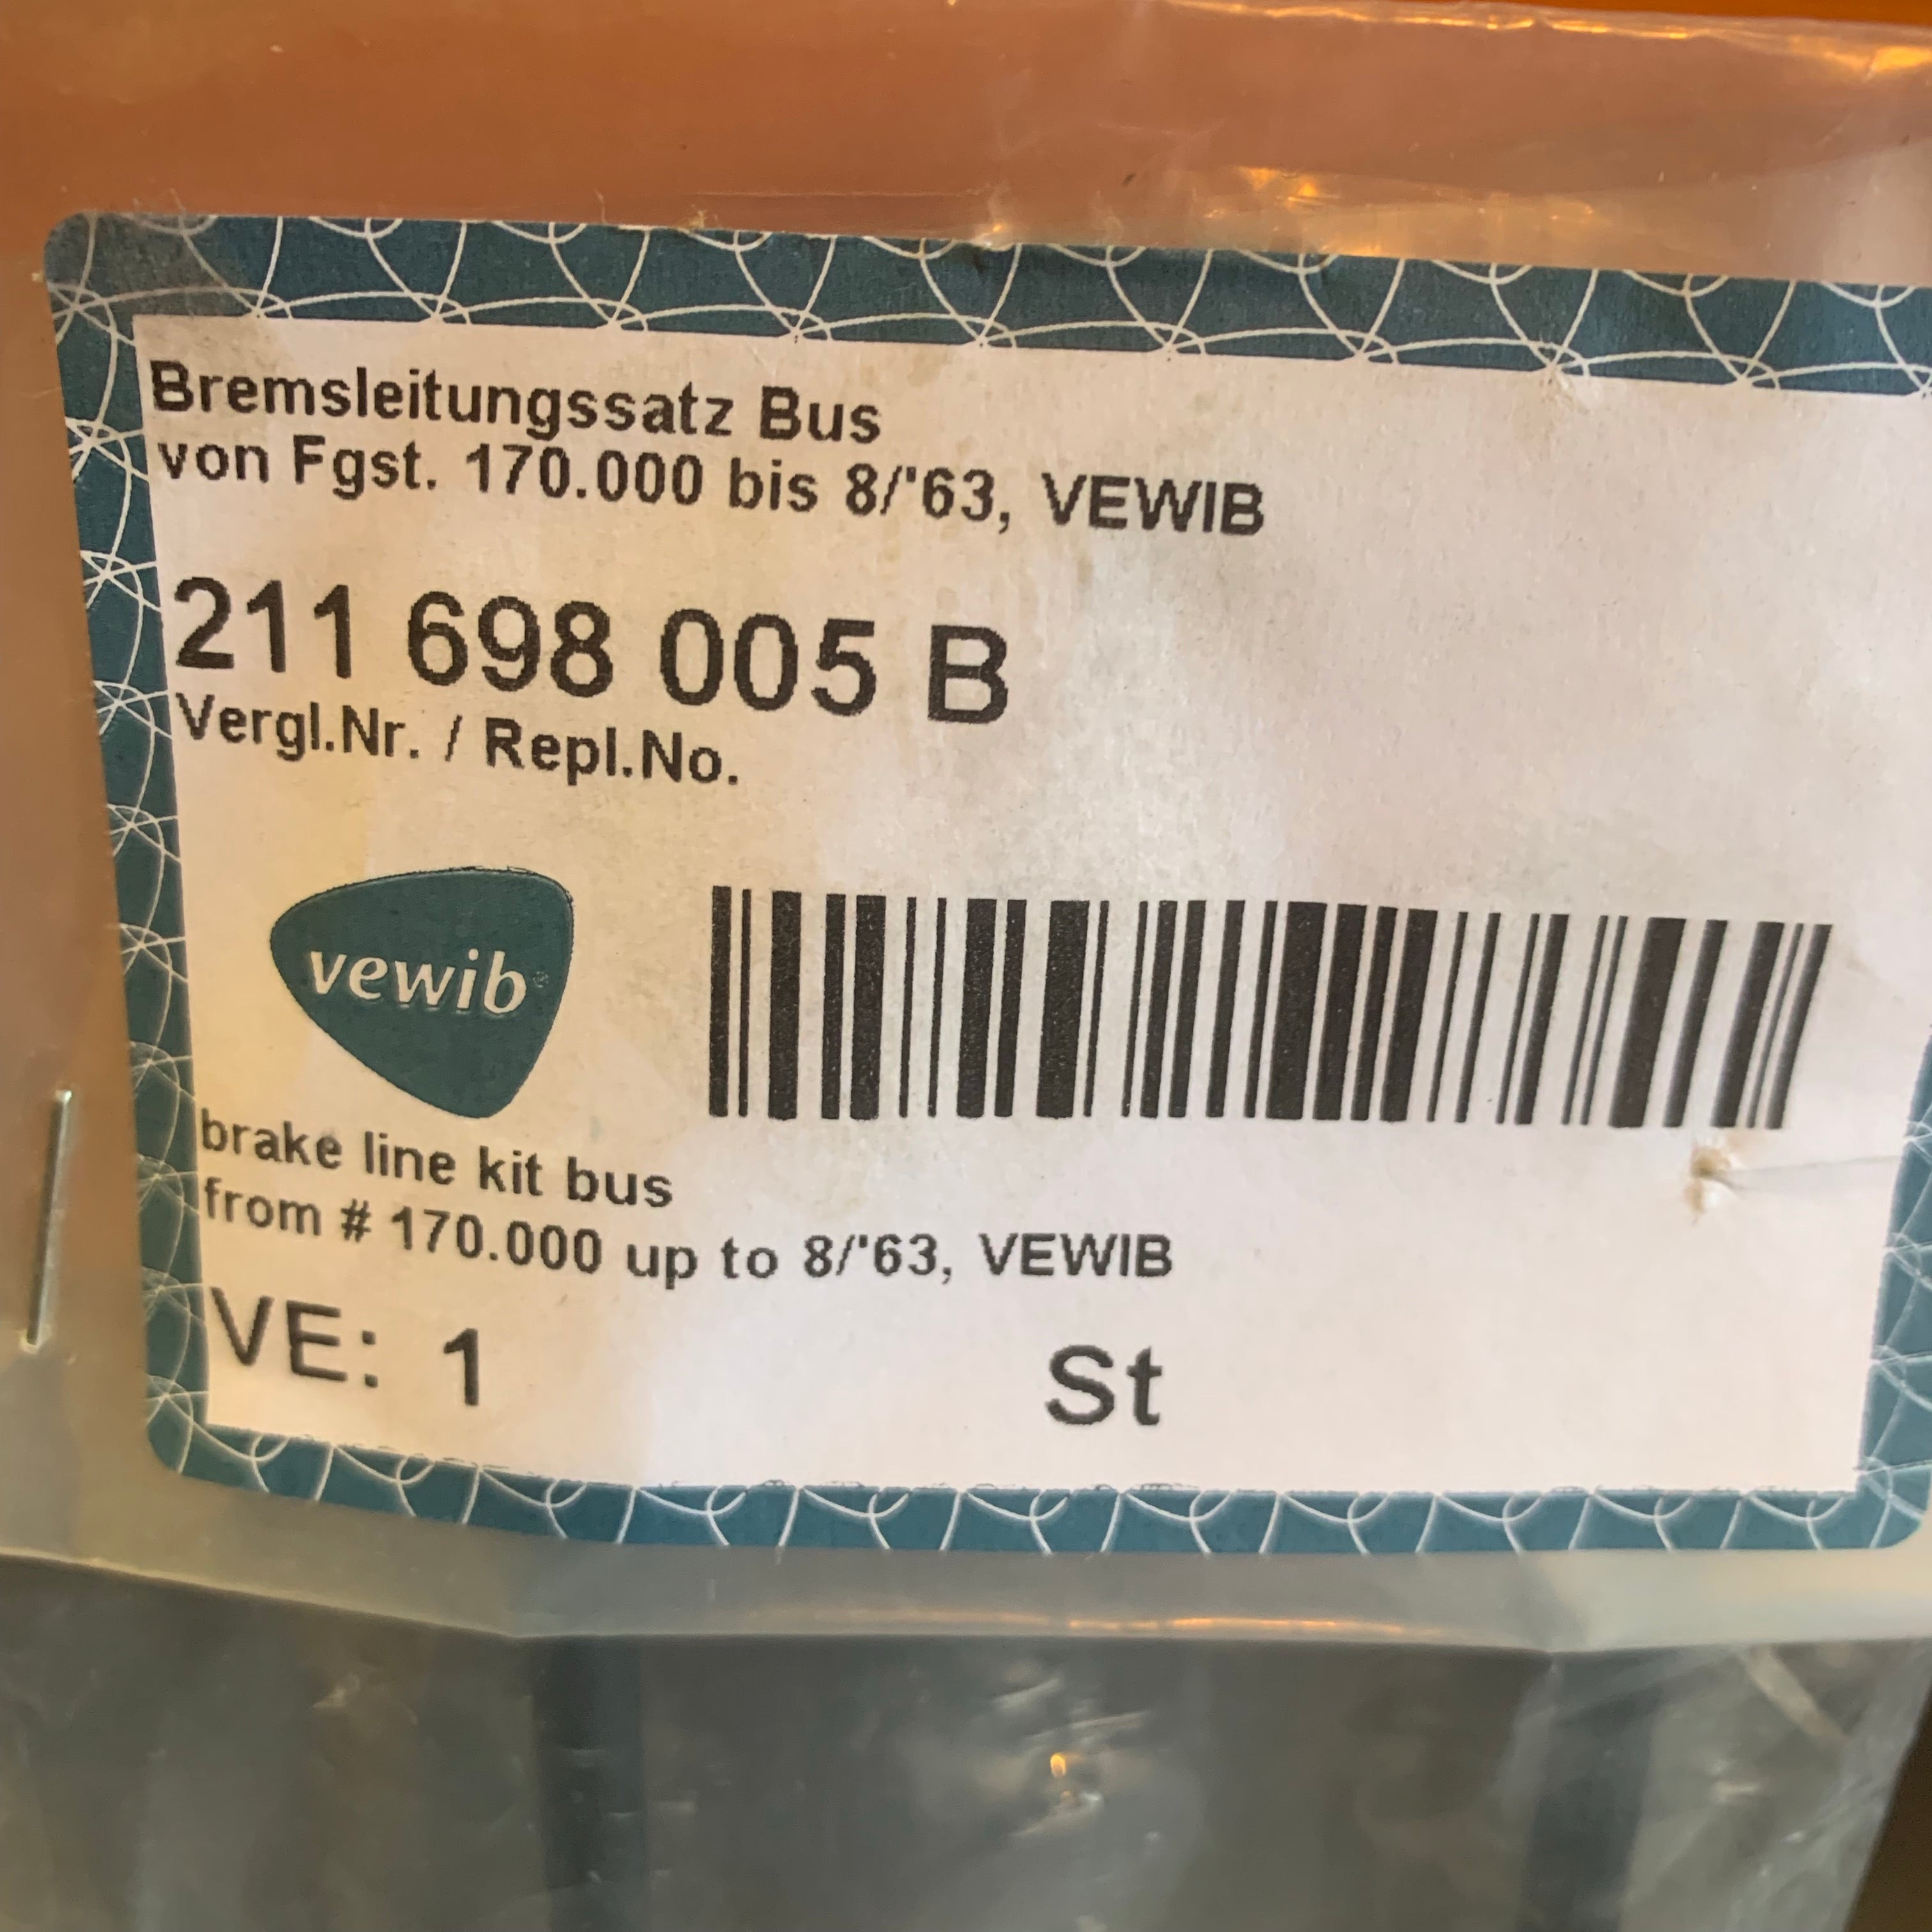 Bremsleitungssatz Bus
von Fgst. 170.000 bis 8/'63, VEWIB
211 698 005 B
Vergl.Nr. / Repl.No.
vewib
brake line kit bus
from # 170.000 up to 8/'63, VEWIB
VE: 1 St